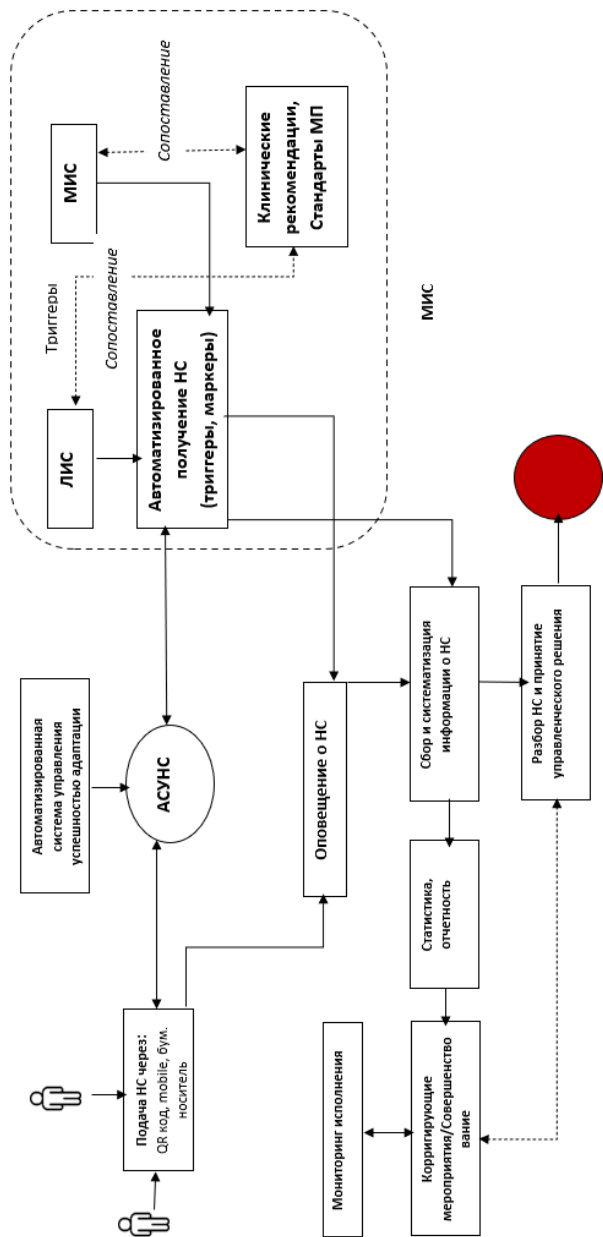 Автоматизированная
система управления
успешностью адаптации
ЛИС
Триггеры
МИС
Сопоставление
Сопоставление
Подача НС через:
QR код, mobile, бум.
носитель
АСУНС
Автоматизированное
получение НС
(триггеры, маркеры)
Клинические
рекомендации,
Стандарты МП
Оповещение о НС
МИС
Мониторинг исполнения
Статистика,
отчетность
Сбор и систематизация
информации о НС
Корригирующие
мероприятия/Совершенство
вание
Разбор НС и принятие
управленческого решения